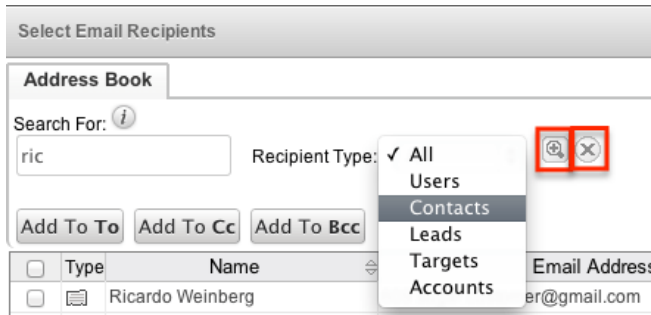 Select Email Recipients
Address Book
Search For: i
ric
Recipient Type: ✓ All
Users
Contacts
Leads
Targets
Accounts
Add To To Add To Cc Add To Bcc
Type Name Email Address
Ricardo Weinberg er@gmail.com